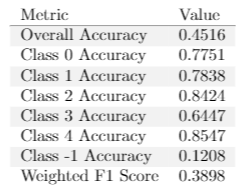 Metric Value
Overall Accuracy 0.4516
Class 0 Accuracy 0.7751
Class 1 Accuracy 0.7838
Class 2 Accuracy 0.8424
Class 3 Accuracy 0.6447
Class 4 Accuracy 0.8547
Class -1 Accuracy 0.1208
Weighted F1 Score 0.3898